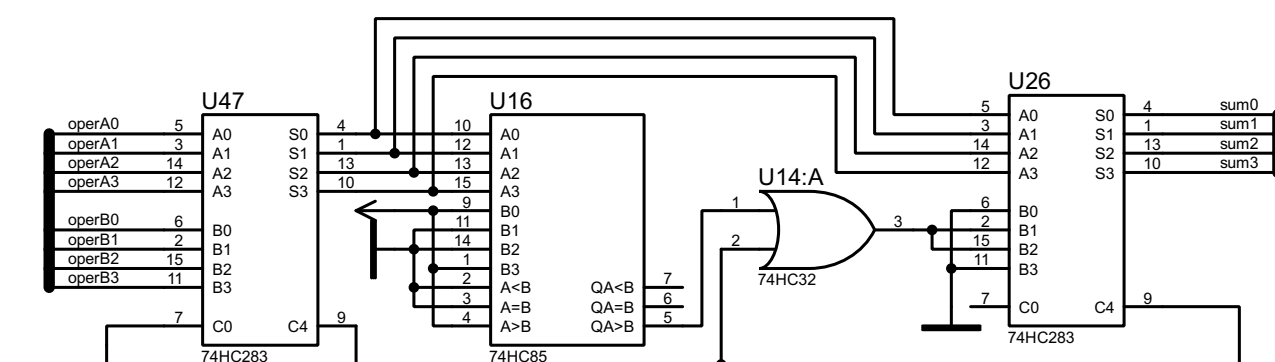 U47
operA0 5 A0 S0 4
operA1 3 A1 S1 1
operA2 14 A2 S2 13
operA3 12 A3 S3 10
operB0 6 B0
operB1 2 B1
operB2 15 B2
operB3 11 B3
7 C0 C4 9
74HC283
U16
10 A0
12 A1
13 A2
15 A3
9 B0
11 B1
14 B2
1 B3
2 A<B QA<B 7
3 A=B QA=B 6
4 A>B QA>B 5
74HC85
U14:A
1
2
3
74HC32
U26
5 A0 S0 4 sum0
3 A1 S1 1 sum1
14 A2 S2 13 sum2
12 A3 S3 10 sum3
6 B0
2 B1
15 B2
11 B3
7 C0 C4 9
74HC283